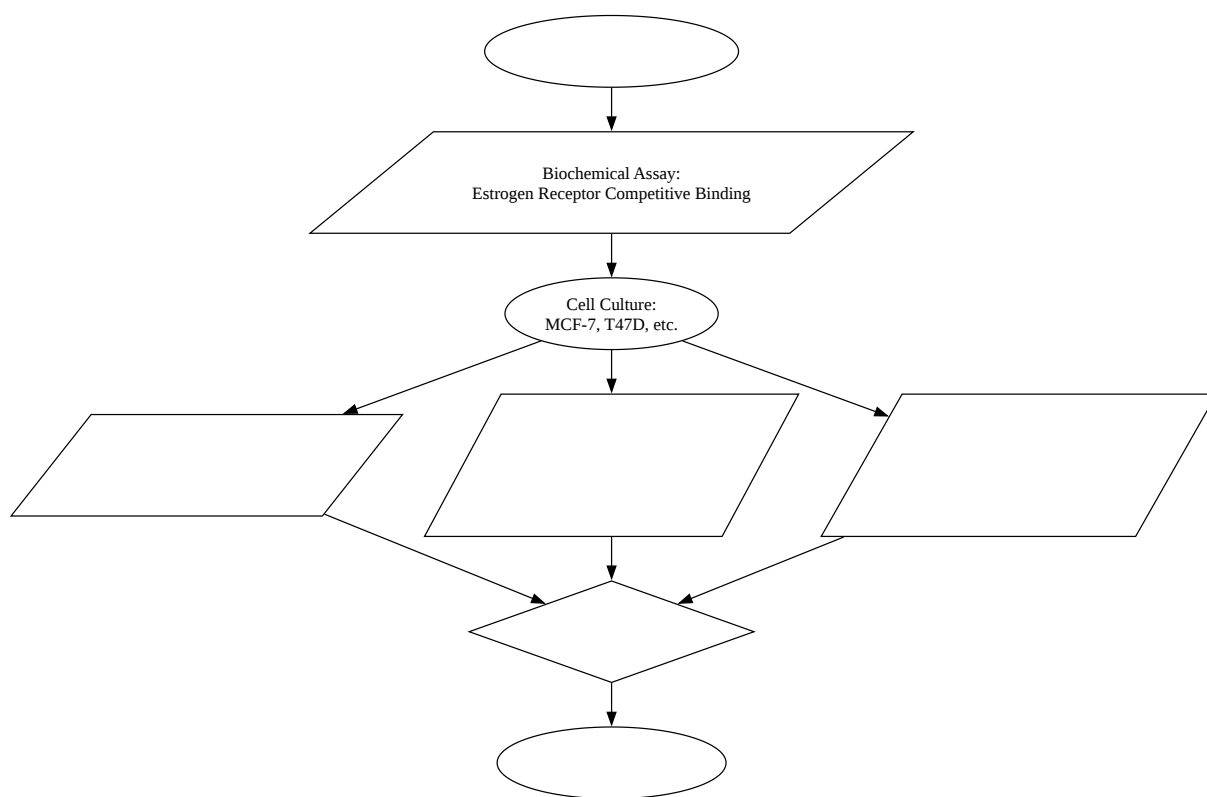 Biochemical Assay:
Estrogen Receptor Competitive Binding
Cell Culture:
MCF-7, T47D, etc.